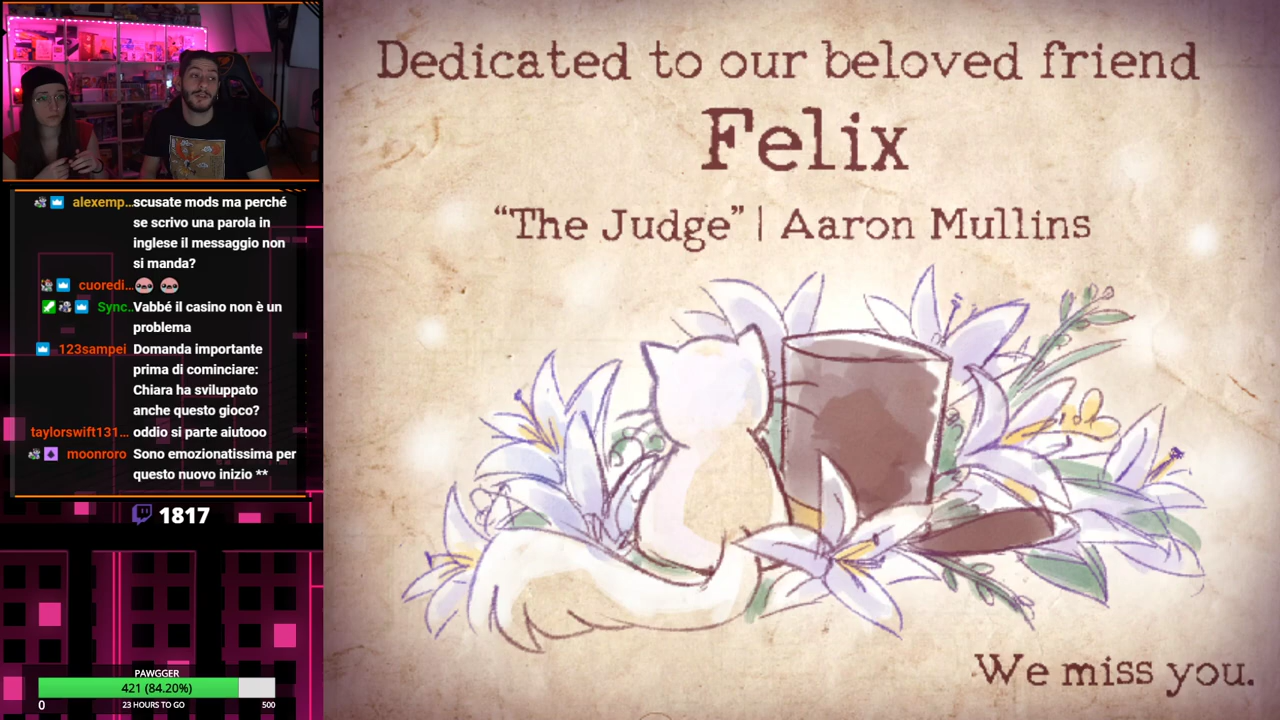 Dedicated to our beloved friend
Felix
“The Judge” | Aaron Mullins
We miss you.
alexemp... scusate mods ma perché
se scrivo una parola in
inglese il messaggio non
si manda?
cuoredi...
Sync... Vabbé il casino non è un
problema
123sampei Domanda importante
prima di cominciare:
Chiara ha sviluppato
anche questo gioco?
taylorswift131... oddio si parte aiutooo
moonroro Sono emozionatissima per
questo nuovo inizio **
1817
PAWGGER
421 (84.20%)
0 23 HOURS TO GO 500